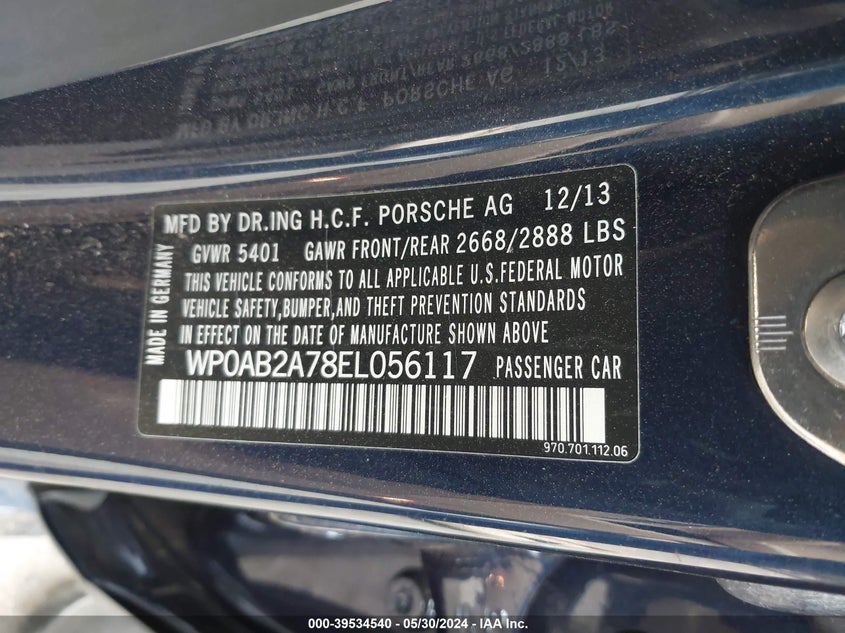 MFD BY DR.ING H.C.F. PORSCHE AG 12/13
GVWR 5401 GAWR FRONT/REAR 2668/2888 LBS
THIS VEHICLE CONFORMS TO ALL APPLICABLE U.S.FEDERAL MOTOR
VEHICLE SAFETY,BUMPER,AND THEFT PREVENTION STANDARDS
IN EFFECT ON THE DATE OF MANUFACTURE SHOWN ABOVE
WP0AB2A78EL056117 PASSENGER CAR
970.701.112.06
MADE IN GERMANY
000-39534540 - 05/30/2024 - IAA Inc.